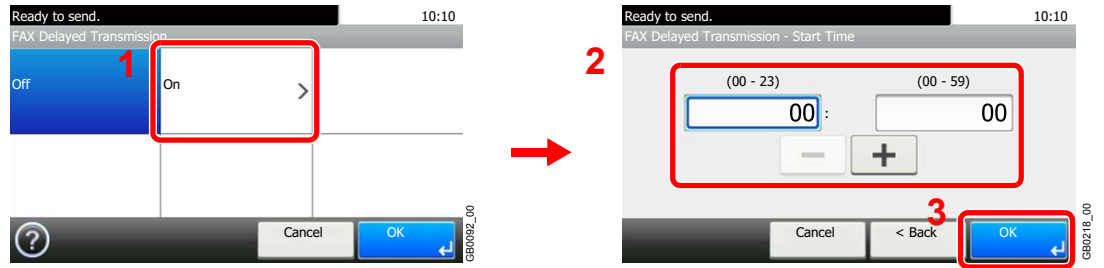 Ready to send. 10:10
FAX Delayed Transmission
Off
1
On
>
?
Cancel
OK
GB0092_00
2
Ready to send. 10:10
FAX Delayed Transmission - Start Time
(00 - 23) (00 - 59)
00 : 00
− +
3
Cancel
< Back
OK
GB0218_00